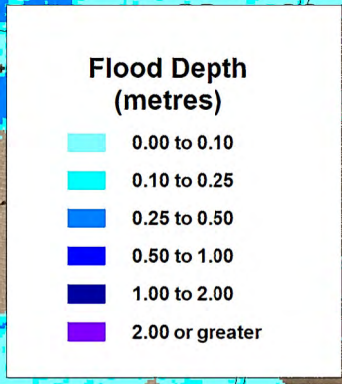 Flood Depth
(metres)
0.00 to 0.10
0.10 to 0.25
0.25 to 0.50
0.50 to 1.00
1.00 to 2.00
2.00 or greater